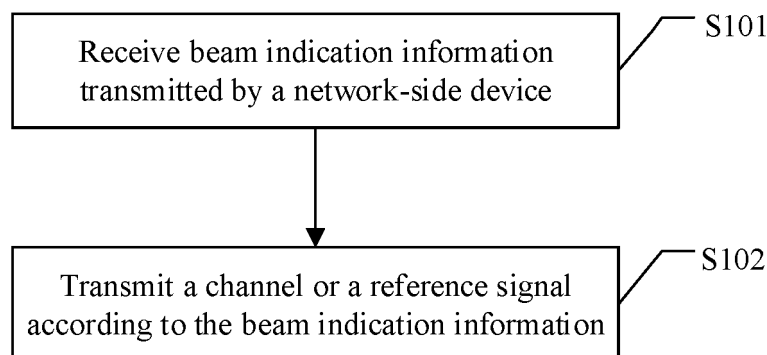 Receive beam indication information
transmitted by a network-side device
S101
Transmit a channel or a reference signal
according to the beam indication information
S102